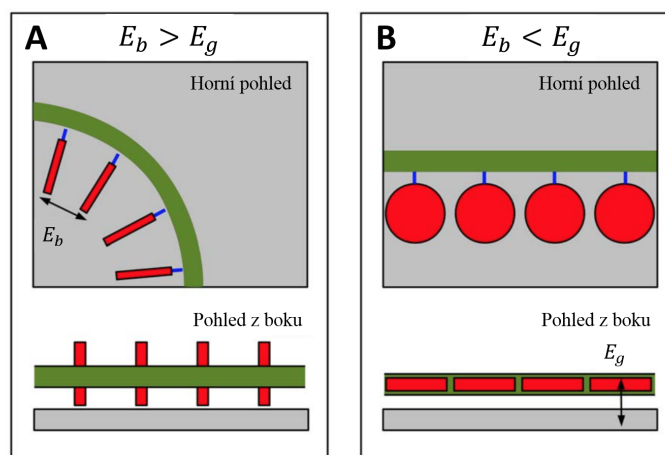 A
E_b > E_g
Horní pohled
E_b
Pohled z boku
B
E_b < E_g
Horní pohled
Pohled z boku
E_g